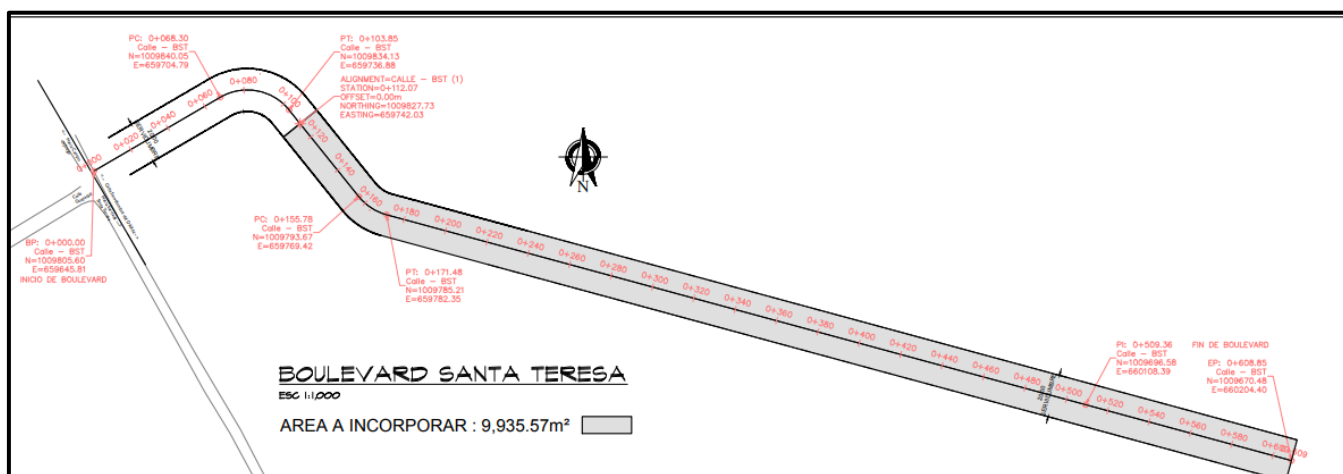 PC: 0+068.30
Calle - BST
N=1009840.05
E=659704.79
PT: 0+103.85
Calle - BST
N=1009834.13
E=659736.88
ALIGNMENT=CALLE - BST (1)
STATION=0+112.07
OFFSET=0.00m
NORTHING=1009827.73
EASTING=659742.03
0+020
0+040
0+060
0+080
0+100
0+120
0+140
0+160
0+180
0+200
0+220
0+240
0+260
0+280
0+300
0+320
0+340
0+360
0+380
0+400
0+420
0+440
0+460
0+480
0+500
0+520
0+540
0+560
0+580
N
BP: 0+000.00
Calle - BST
N=1009805.60
E=659645.81
INICIO DE BOULEVARD
PC: 0+155.78
Calle - BST
N=1009793.67
E=659769.42
PT: 0+171.48
Calle - BST
N=1009785.21
E=659782.35
PI: 0+509.36
Calle - BST
N=1009696.58
E=660108.39
FIN DE BOULEVARD
EP: 0+608.85
Calle - BST
N=1009670.48
E=660204.40
BOULEVARD SANTA TERESA
ESC 1:1,000
AREA A INCORPORAR : 9,935.57m²